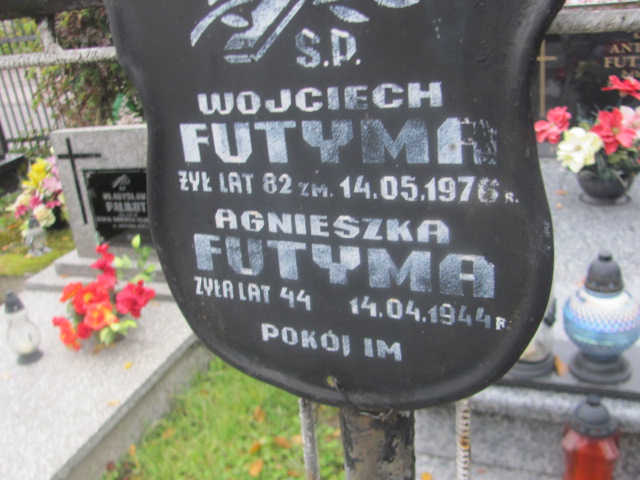 Ś.P.
WOJCIECH
FUTYMA
ŻYŁ LAT 82 ZM. 14.05.1976 R.
AGNIESZKA
FUTYMA
ŻYŁA LAT 44 14.04.1944 R.
POKÓJ IM
WŁADYSŁAW